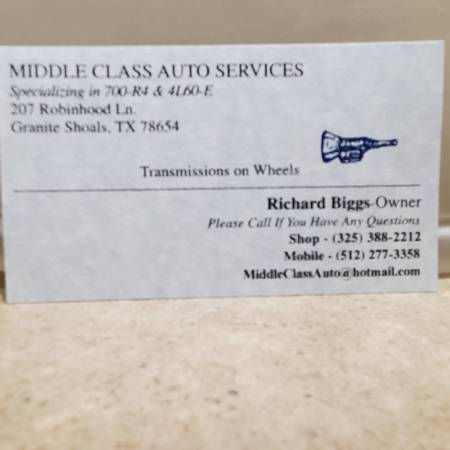 MIDDLE CLASS AUTO SERVICES
Specializing in 700-R4 & 4L60-E
207 Robinhood Ln.
Granite Shoals, TX 78654
Transmissions on Wheels
Richard Biggs-Owner
Please Call If You Have Any Questions
Shop - (325) 388-2212
Mobile - (512) 277-3358
MiddleClassAuto@hotmail.com